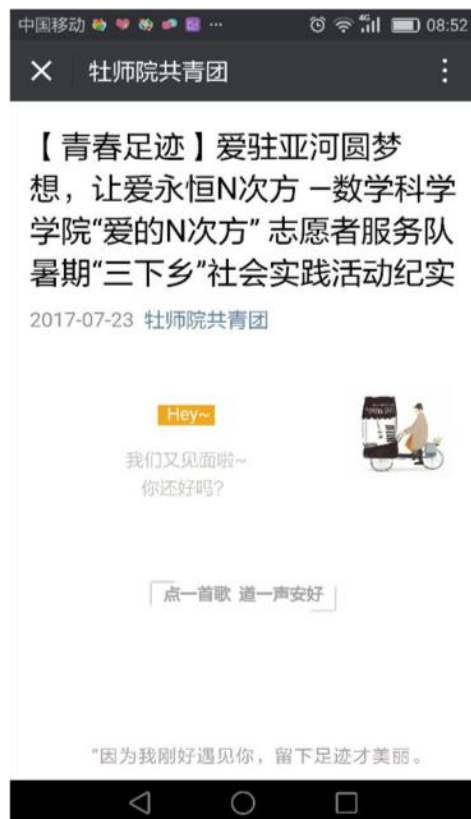 中国移动 ··· 4G 08:52
牡师院共青团
【青春足迹】爱驻亚河圆梦
想，让爱永恒N次方 –数学科学
学院“爱的N次方” 志愿者服务队
暑期“三下乡”社会实践活动纪实
2017-07-23 牡师院共青团
Hey~
我们又见面啦~
你还好吗?
点一首歌 道一声安好
“因为我刚好遇见你，留下足迹才美丽。